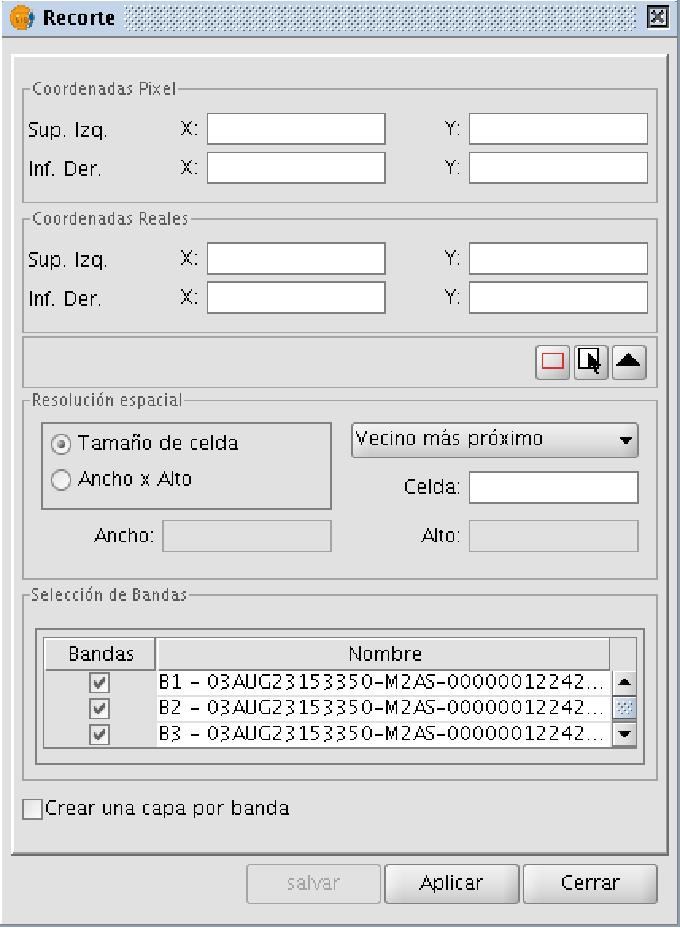 Recorte
Coordenadas Pixel
Sup. Izq. X: Y:
Inf. Der. X: Y:
Coordenadas Reales
Sup. Izq. X: Y:
Inf. Der. X: Y:
Resolución espacial
Tamaño de celda
Vecino más próximo
Ancho x Alto
Celda:
Ancho: Alto:
Selección de Bandas
Bandas Nombre
B1 - 03AUG23153350-M2AS-00000012242...
B2 - 03AUG23153350-M2AS-00000012242...
B3 - 03AUG23153350-M2AS-00000012242...
Crear una capa por banda
salvar Aplicar Cerrar